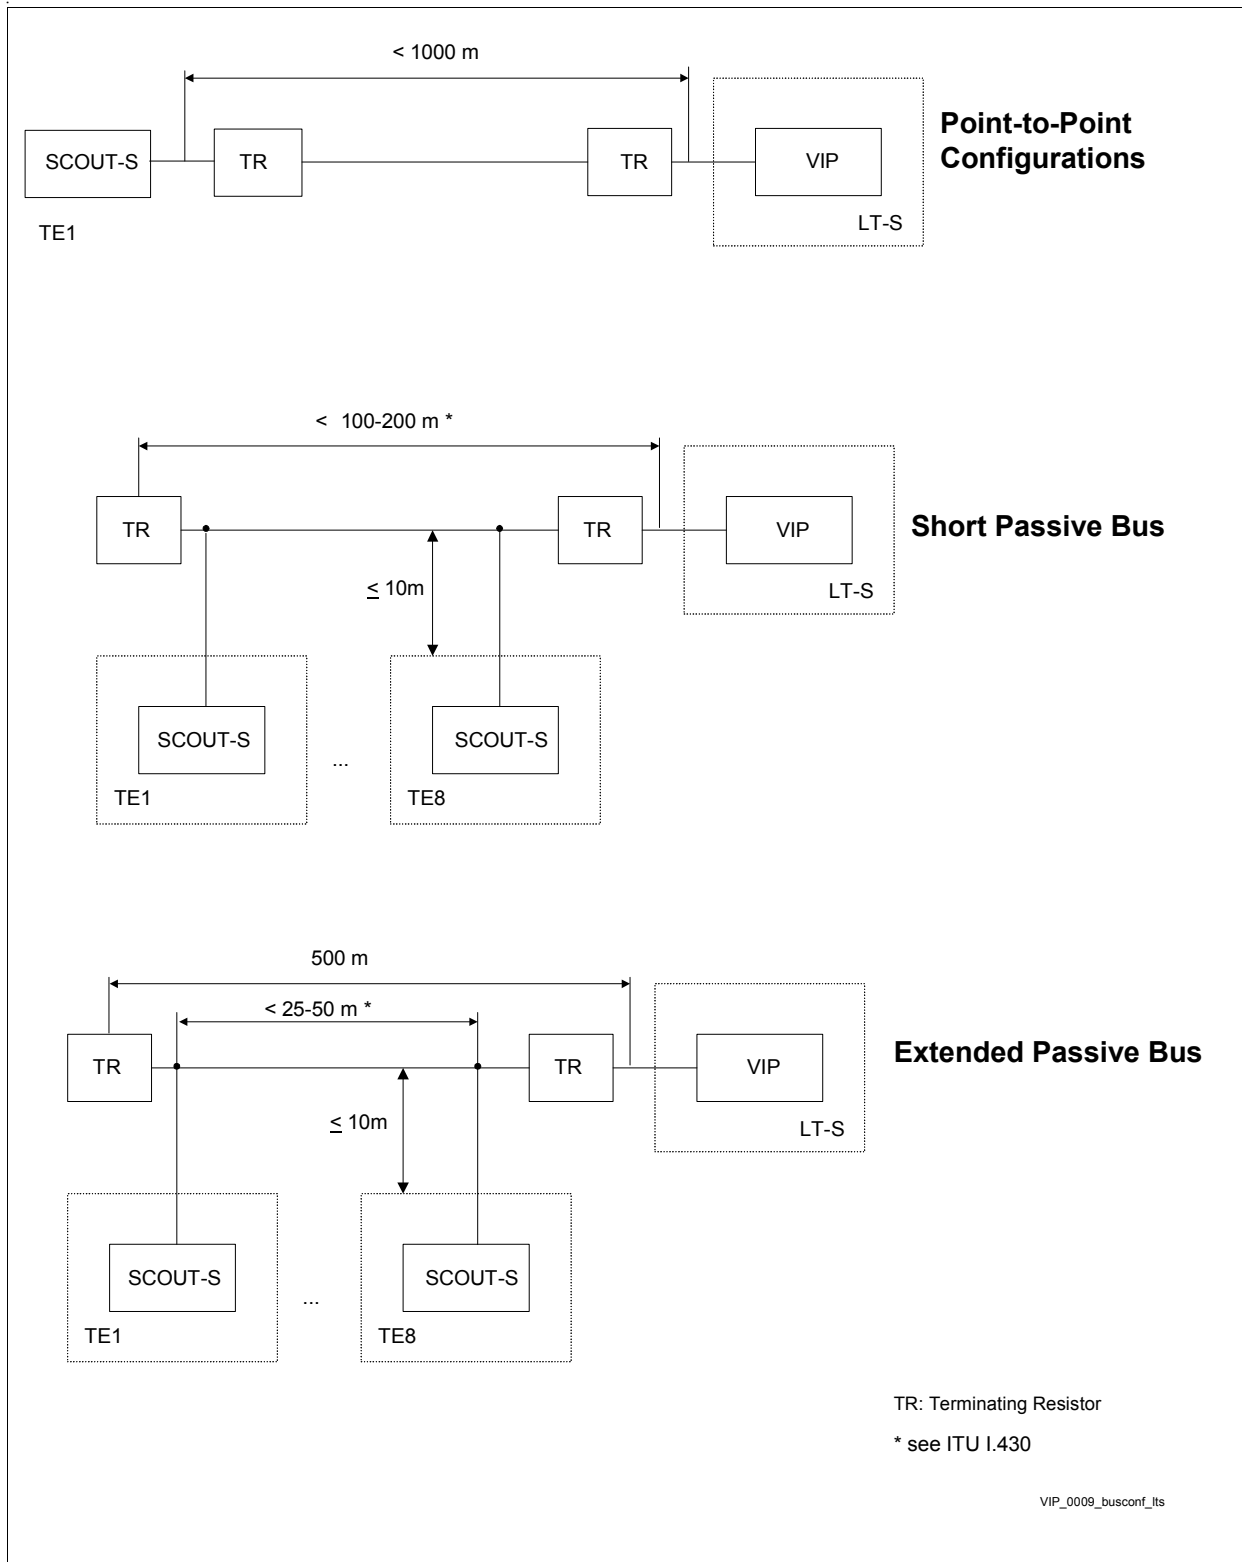 < 1000 m
Point-to-Point
Configurations
SCOUT-S
TR
TR
VIP
TE1
LT-S
< 100-200 m *
TR
TR
VIP
Short Passive Bus
≤ 10m
LT-S
SCOUT-S
...
SCOUT-S
TE1
TE8
500 m
< 25-50 m *
TR
TR
VIP
Extended Passive Bus
≤ 10m
LT-S
SCOUT-S
...
SCOUT-S
TE1
TE8
TR: Terminating Resistor
* see ITU I.430
VIP_0009_busconf_lts